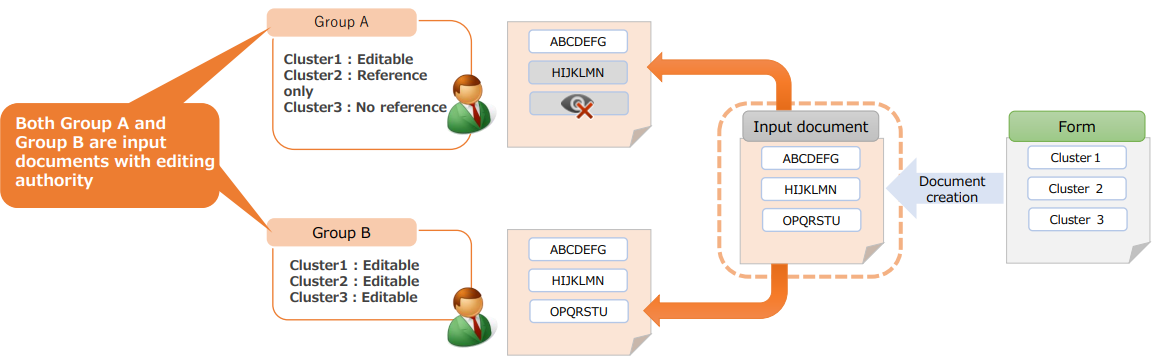 Both Group A and
Group B are input
documents with editing
authority
Group A
Cluster1 : Editable
Cluster2 : Reference
only
Cluster3 : No reference
Group B
Cluster1 : Editable
Cluster2 : Editable
Cluster3 : Editable
ABCDEFG
HIJKLMN
ABCDEFG
HIJKLMN
OPQRSTU
Input document
ABCDEFG
HIJKLMN
OPQRSTU
Document
creation
Form
Cluster1
Cluster 2
Cluster 3